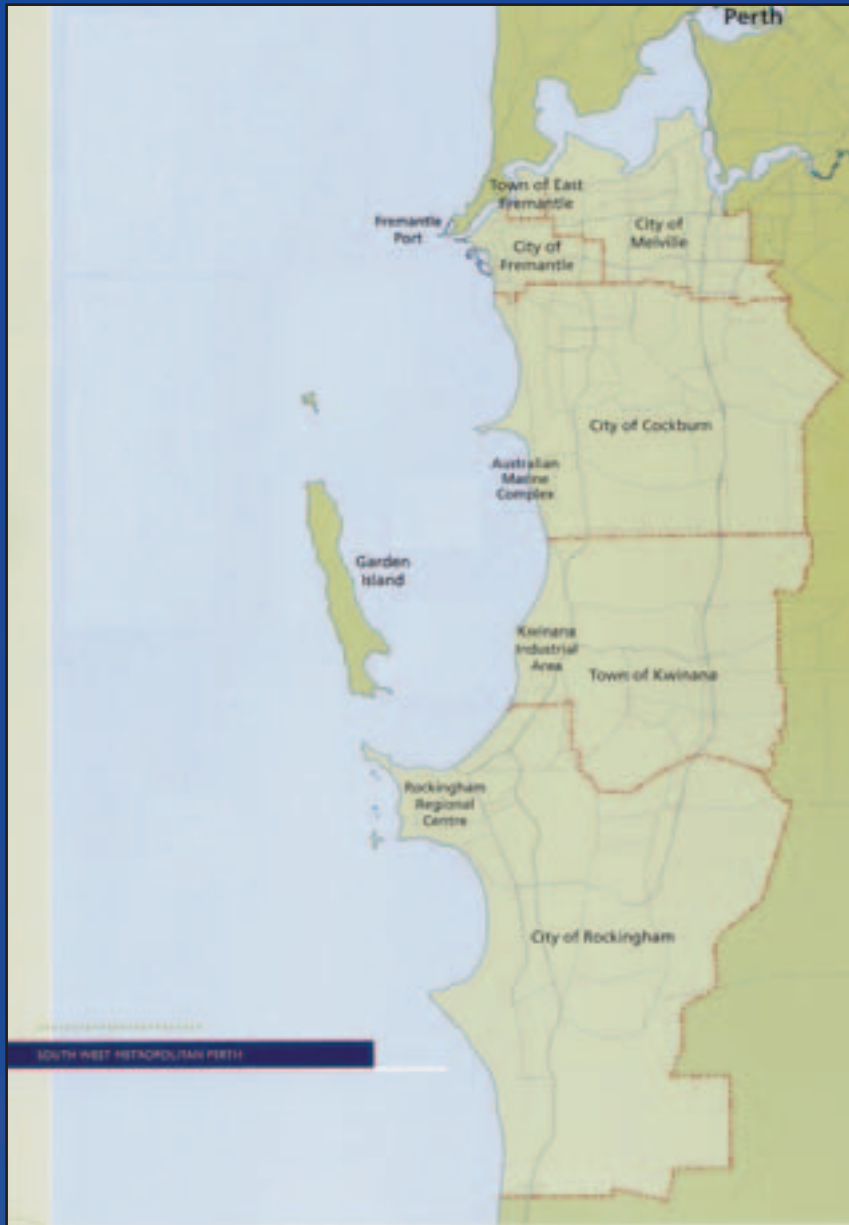 Perth
Town of East
Fremantle
Fremantle
Port
City of
Melville
City of
Fremantle
City of Cockburn
Australian
Marine
Complex
Garden
Island
Kwinana
Industrial
Area
Town of Kwinana
Rockingham
Regional
Centre
City of Rockingham
SOUTH WEST METROPOLITAN PERTH